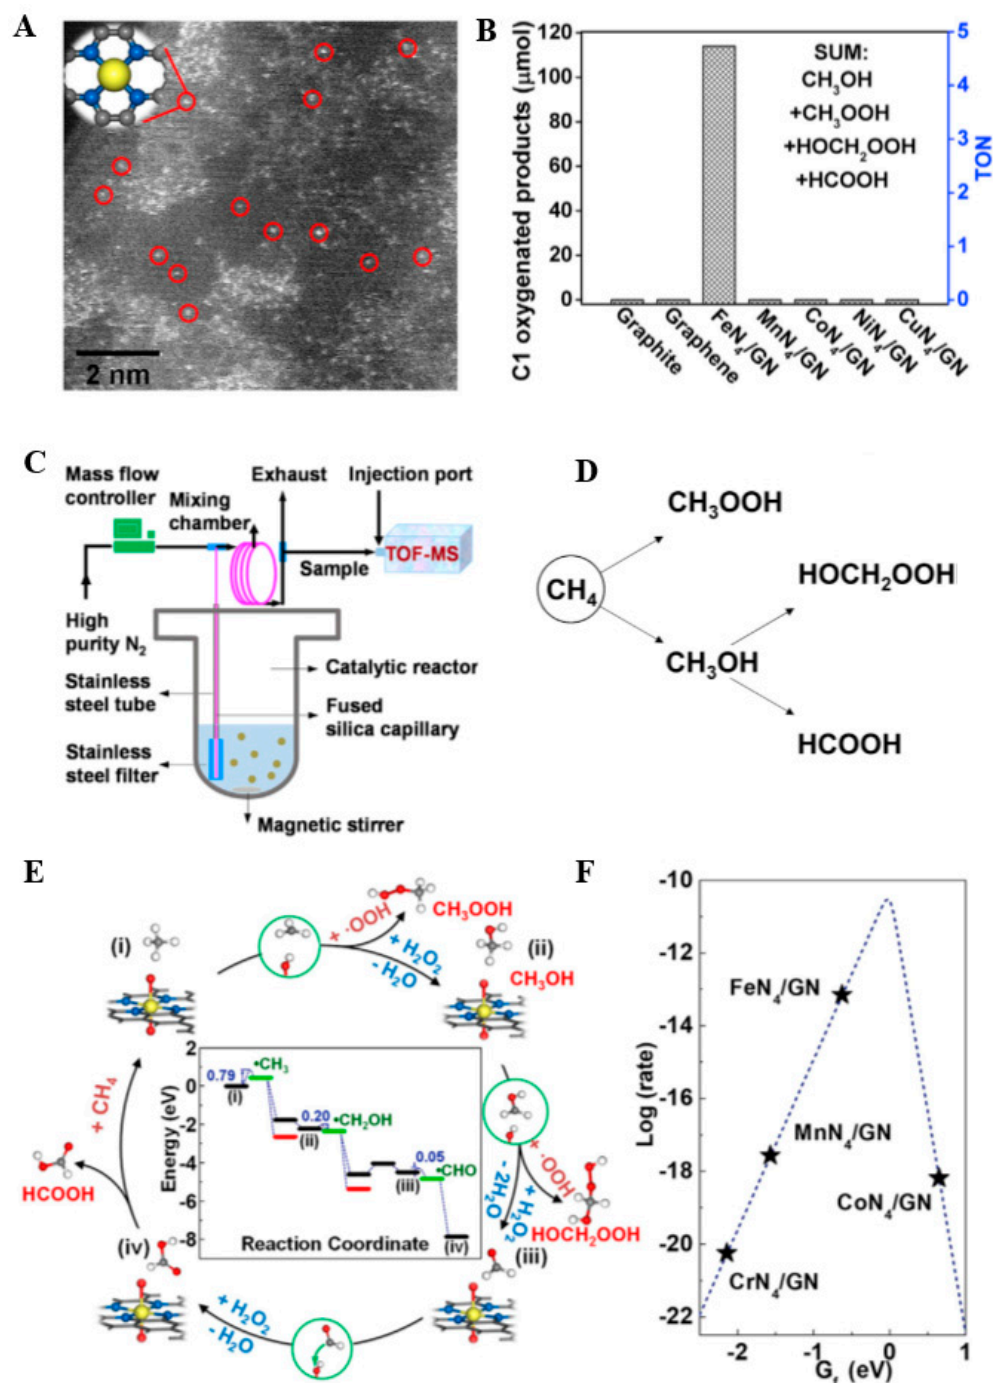 A
2 nm
B
C1 oxygenated products (μmol)
120
100
80
60
40
20
0
SUM:
CH₃OH
+CH₃OOH
+HOCH₂OOH
+HCOOH
5
4
3
2
1
0
TON
Graphite
Graphene
FeN₄/GN
MnN₄/GN
CoN₄/GN
NiN₄/GN
CuN₄/GN
C
Mass flow
controller
Mixing
chamber
Exhaust
Injection port
TOF-MS
Sample
High
purity N₂
Catalytic reactor
Stainless
steel tube
Fused
silica capillary
Stainless
steel filter
Magnetic stirrer
D
CH₃OOH
CH₄
HOCH₂OOH
CH₃OH
HCOOH
E
(i)
+ ·OOH
CH₃OOH
+ H₂O₂
- H₂O
(ii)
CH₃OH
+ CH₄
HCOOH
(iv)
Energy (eV)
2
0
-2
-4
-6
-8
0.79
•CH₃
(i)
0.20
•CH₂OH
(ii)
0.05
•CHO
(iii)
(iv)
Reaction Coordinate
+ ·OOH
+ H₂O₂
- 2H₂O
HOCH₂OOH
(iii)
+ H₂O₂
- H₂O
F
Log (rate)
-10
-12
-14
-16
-18
-20
-22
FeN₄/GN
MnN₄/GN
CoN₄/GN
CrN₄/GN
-2
-1
0
1
G_f (eV)